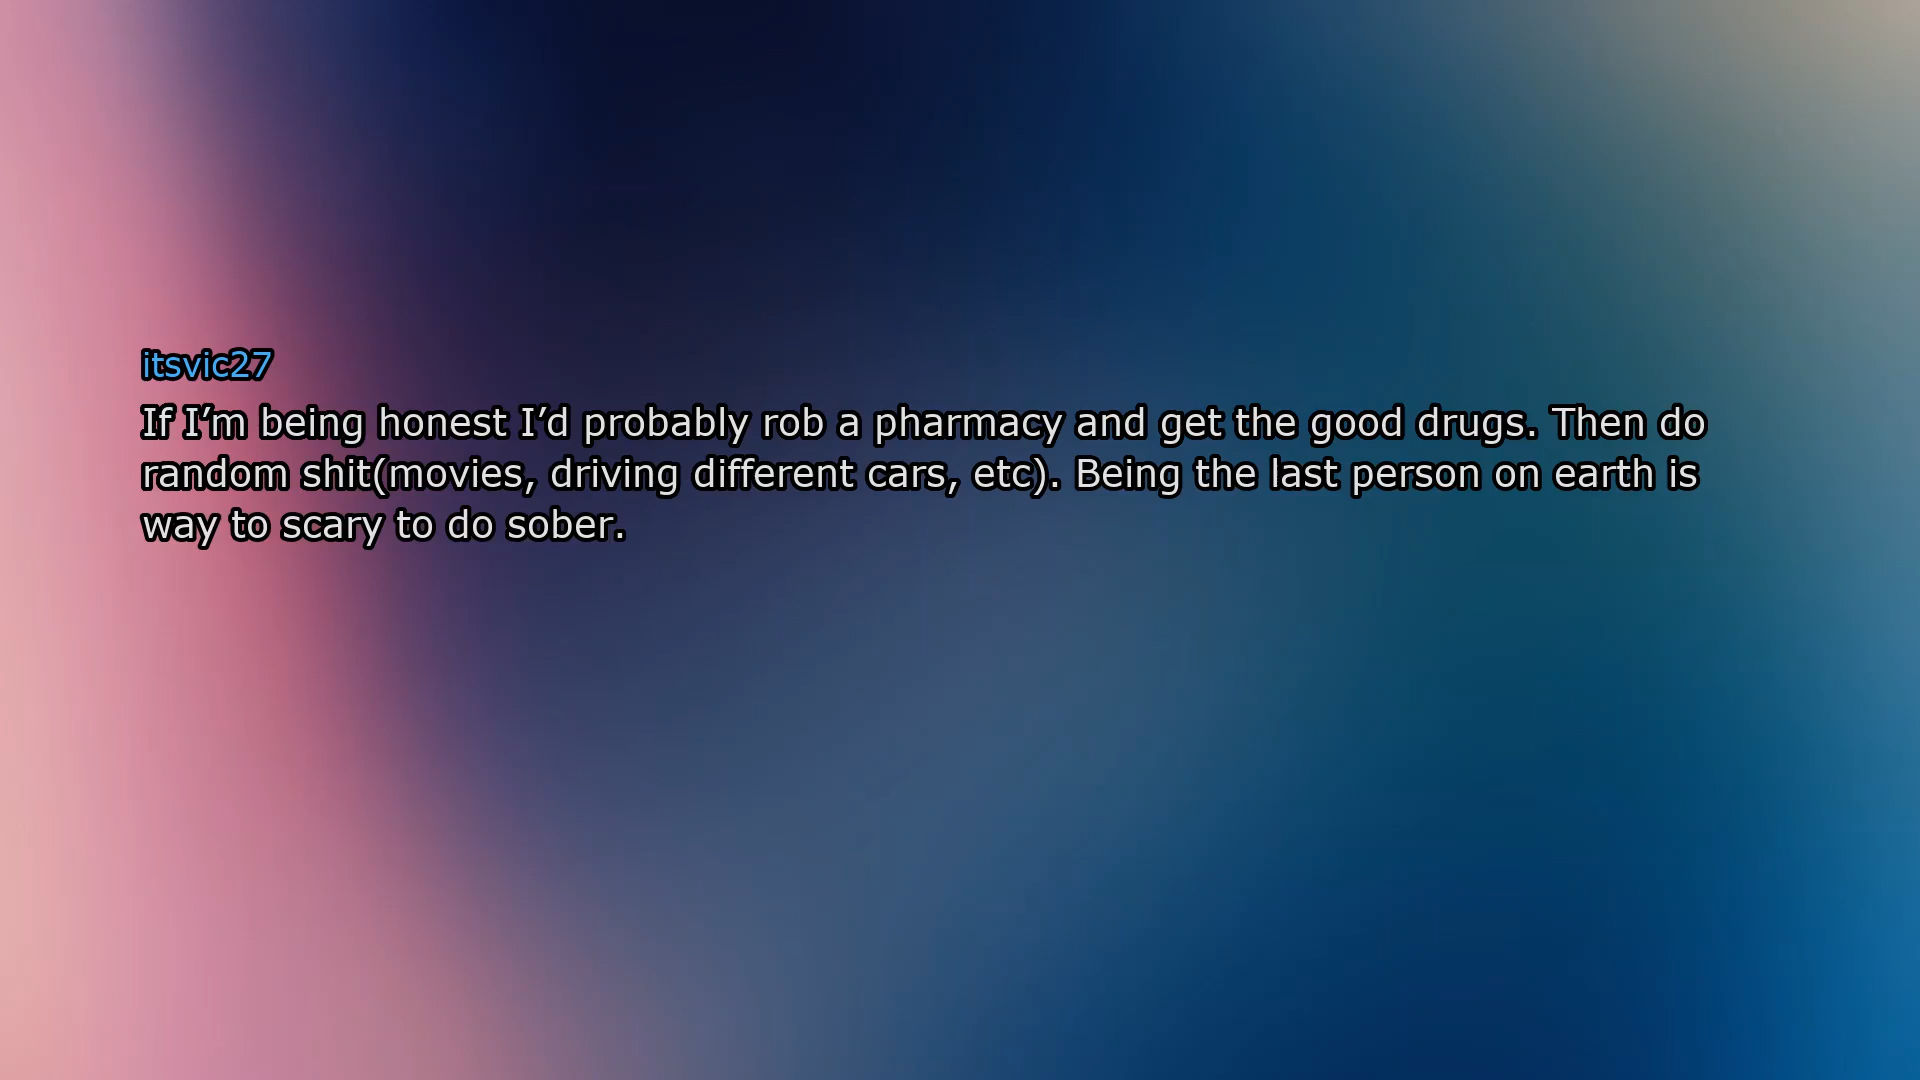 itsvic27
If I’m being honest I’d probably rob a pharmacy and get the good drugs. Then do
random shit(movies, driving different cars, etc). Being the last person on earth is
way to scary to do sober.